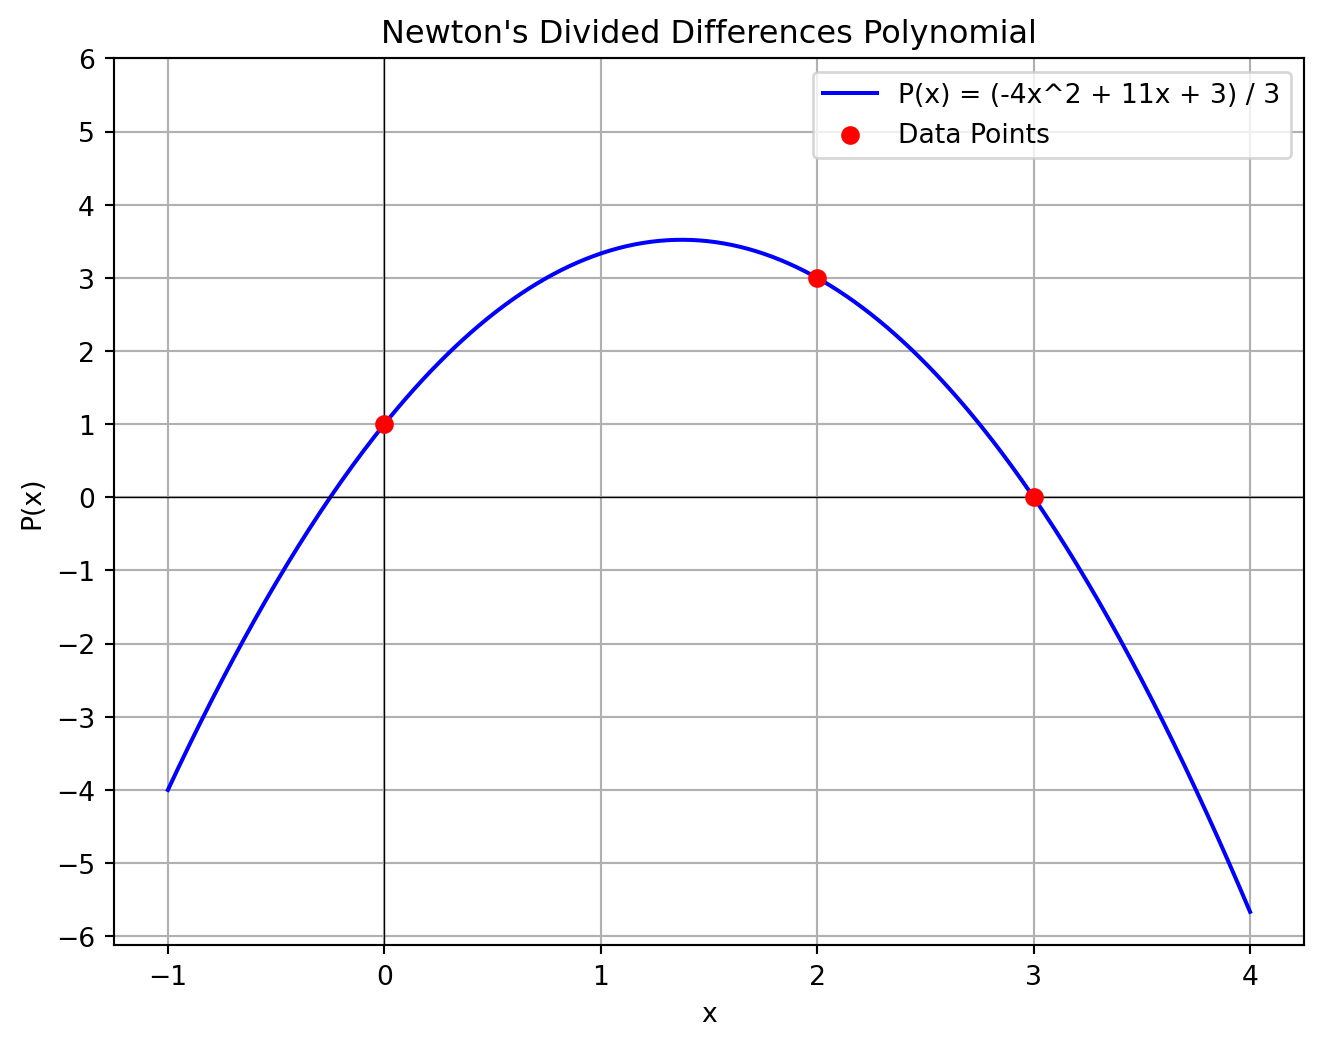 Newton's Divided Differences Polynomial
P(x) = (-4x^2 + 11x + 3) / 3
Data Points
P(x)
6
5
4
3
2
1
0
−1
−2
−3
−4
−5
−6
−1 0 1 2 3 4
x